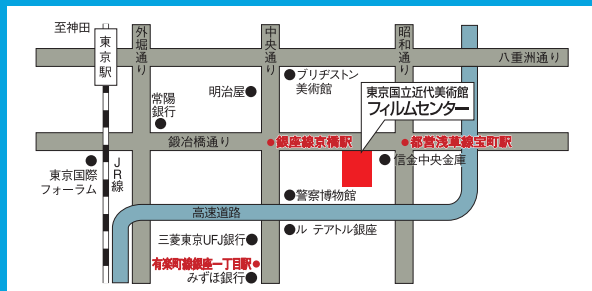 至神田
東京駅
外堀通り
中央通り
昭和通り
八重洲通り
ブリヂストン
美術館
明治屋
東京国立近代美術館
フィルムセンター
常陽
銀行
鍛冶橋通り
銀座線京橋駅
都営浅草線宝町駅
JR線
信金中央金庫
東京国際
フォーラム
警察博物館
高速道路
ル テアトル銀座
三菱東京UFJ銀行
有楽町線銀座一丁目駅
みずほ銀行